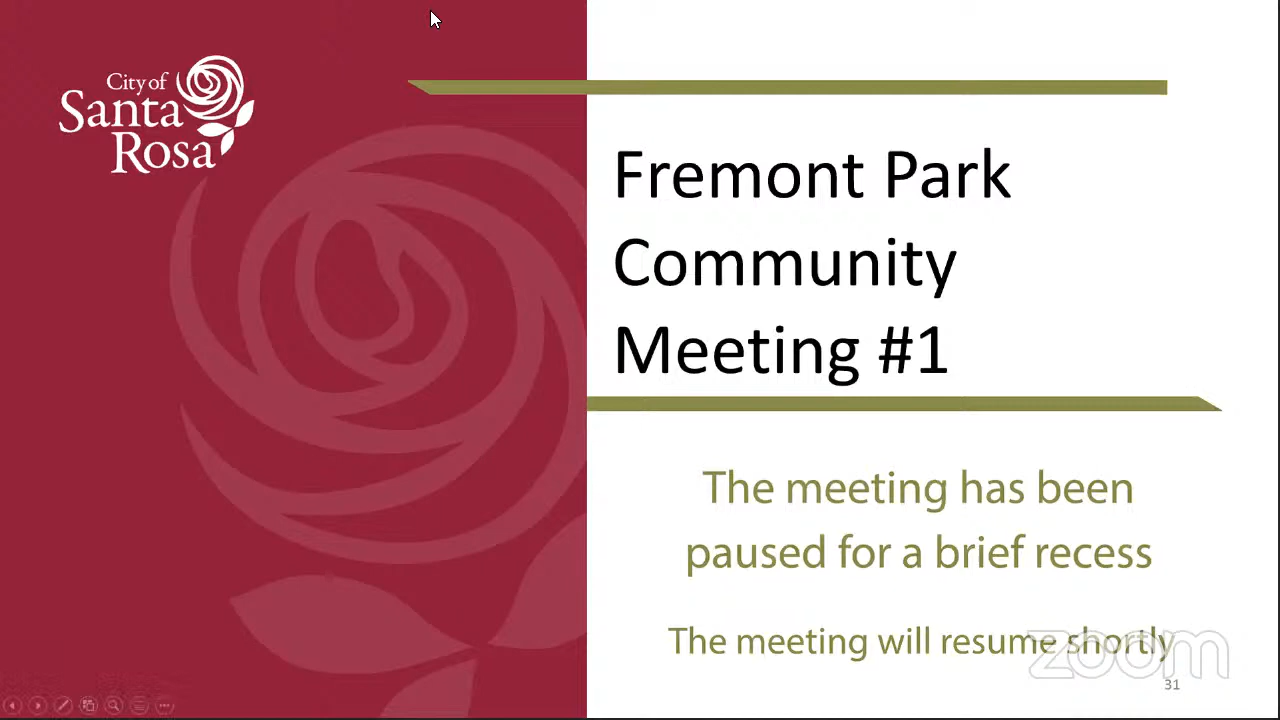 City of
Santa
Rosa
Fremont Park
Community
Meeting #1
The meeting has been
paused for a brief recess
The meeting will resume shortly
zoom
31